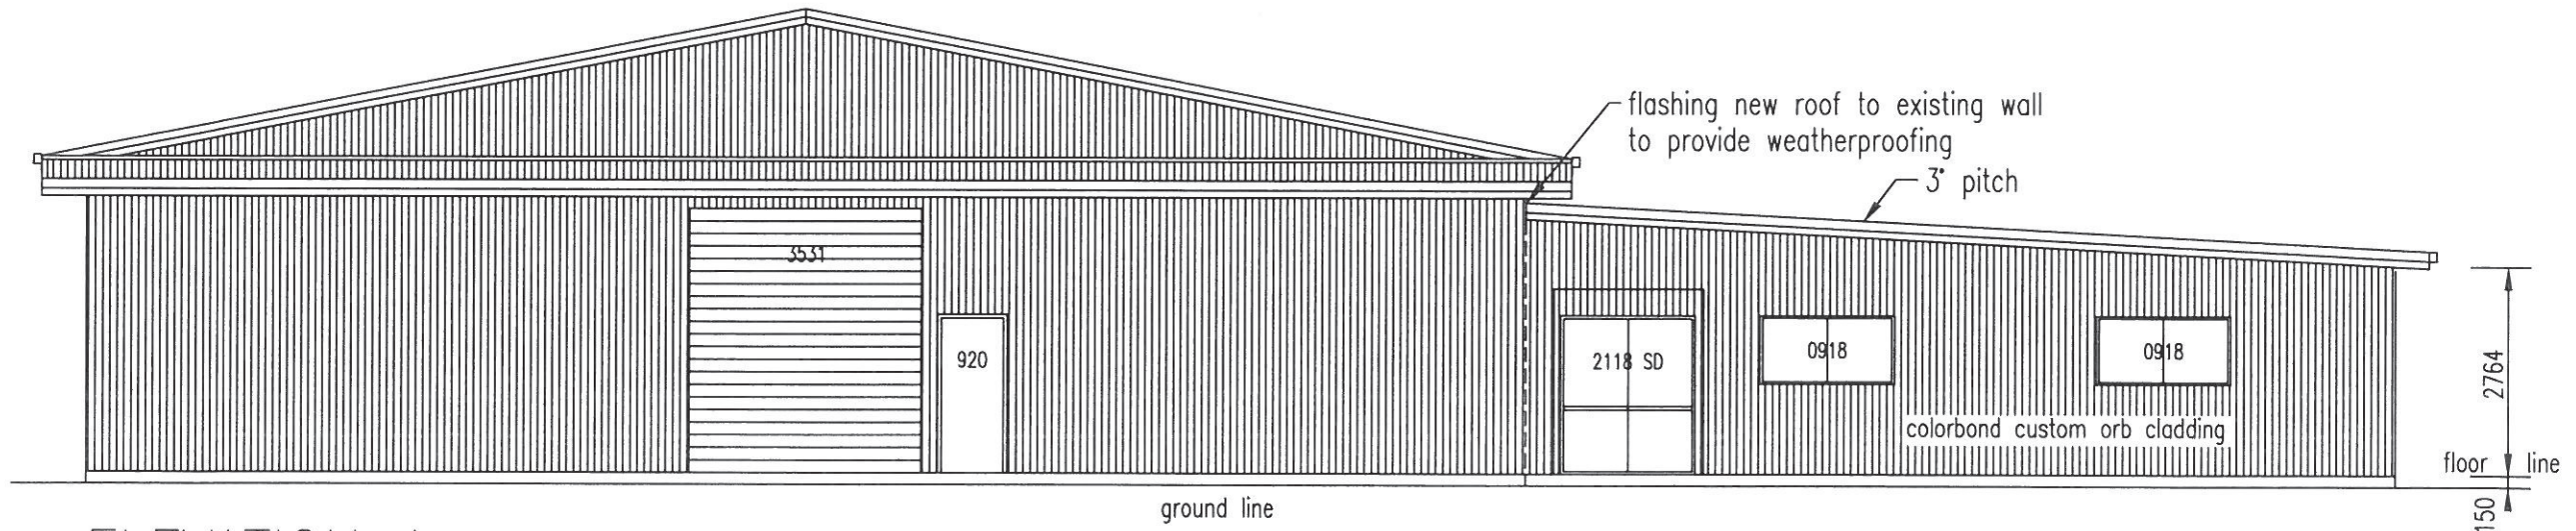 flashing new roof to existing wall
to provide weatherproofing
3° pitch
3531
920
2118 SD
0918
0918
colorbond custom orb cladding
2764
floor line
150
ground line